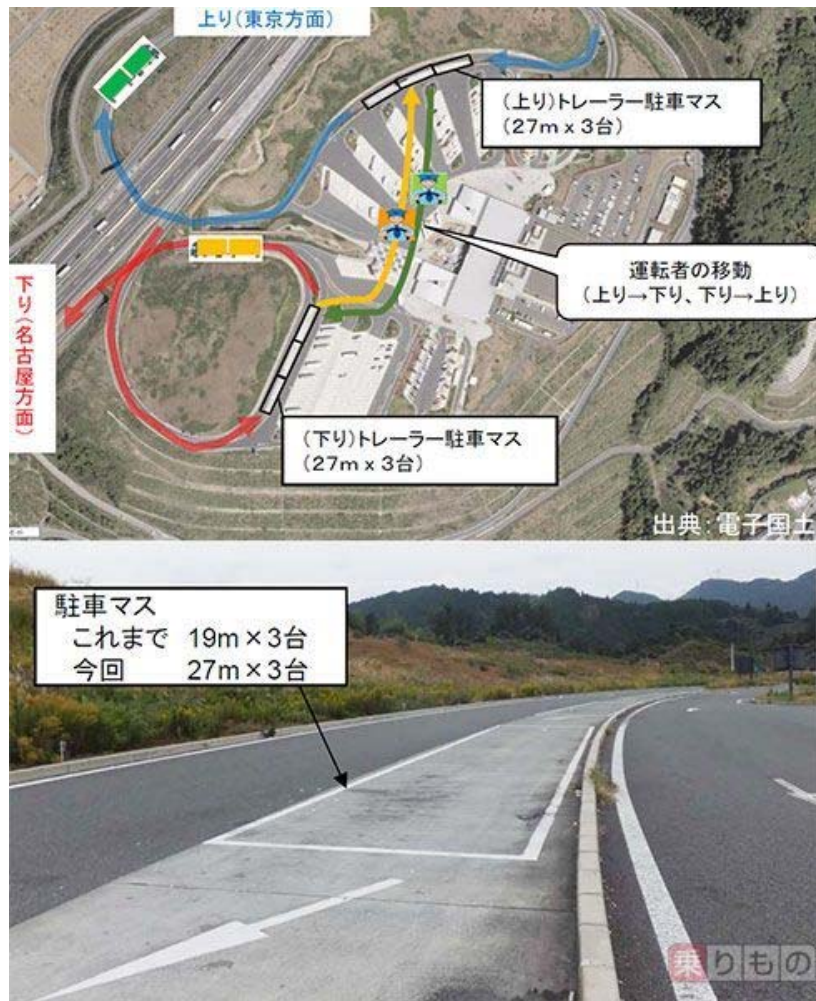 上り(東京方面)
(上り)トレーラー駐車マス
(27m x 3台)
運転者の移動
(上り→下り、下り→上り)
下り(名古屋方面)
(下り)トレーラー駐車マス
(27m x 3台)
出典:電子国土
駐車マス
これまで 19m×3台
今回 27m×3台
乗りもの